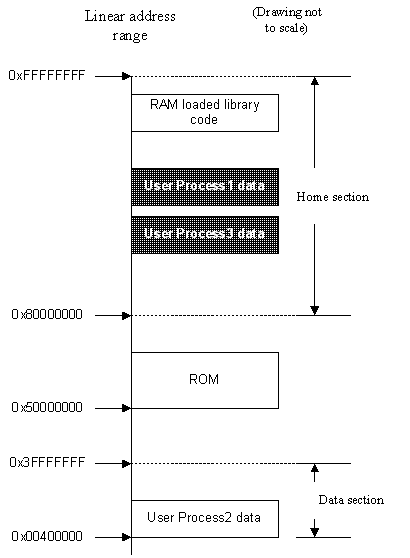 Linear address
range
(Drawing not
to scale)
0xFFFFFFFF
RAM loaded library
code
User Process1 data
Home section
User Process3 data
0x80000000
ROM
0x50000000
0x3FFFFFFF
Data section
User Process2 data
0x00400000